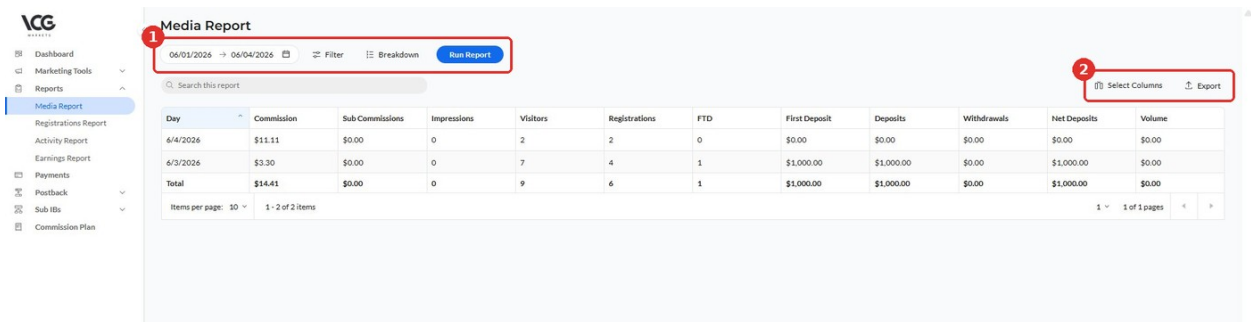 ACG
MARKETS
Dashboard
Marketing Tools
Reports
Media Report
Registrations Report
Activity Report
Earnings Report
Payments
Postback
Sub IBs
Commission Plan
Media Report
1
06/01/2026 → 06/04/2026 Filter Breakdown Run Report
2
Search this report Select Columns Export
Day Commission Sub Commissions Impressions Visitors Registrations FTD First Deposit Deposits Withdrawals Net Deposits Volume
6/4/2026 $11.11 $0.00 0 2 2 0 $0.00 $0.00 $0.00 $0.00 $0.00
6/3/2026 $3.30 $0.00 0 7 4 1 $1,000.00 $1,000.00 $0.00 $1,000.00 $0.00
Total $14.41 $0.00 0 9 6 1 $1,000.00 $1,000.00 $0.00 $1,000.00 $0.00
Items per page: 10 1 - 2 of 2 items 1 1 of 1 pages